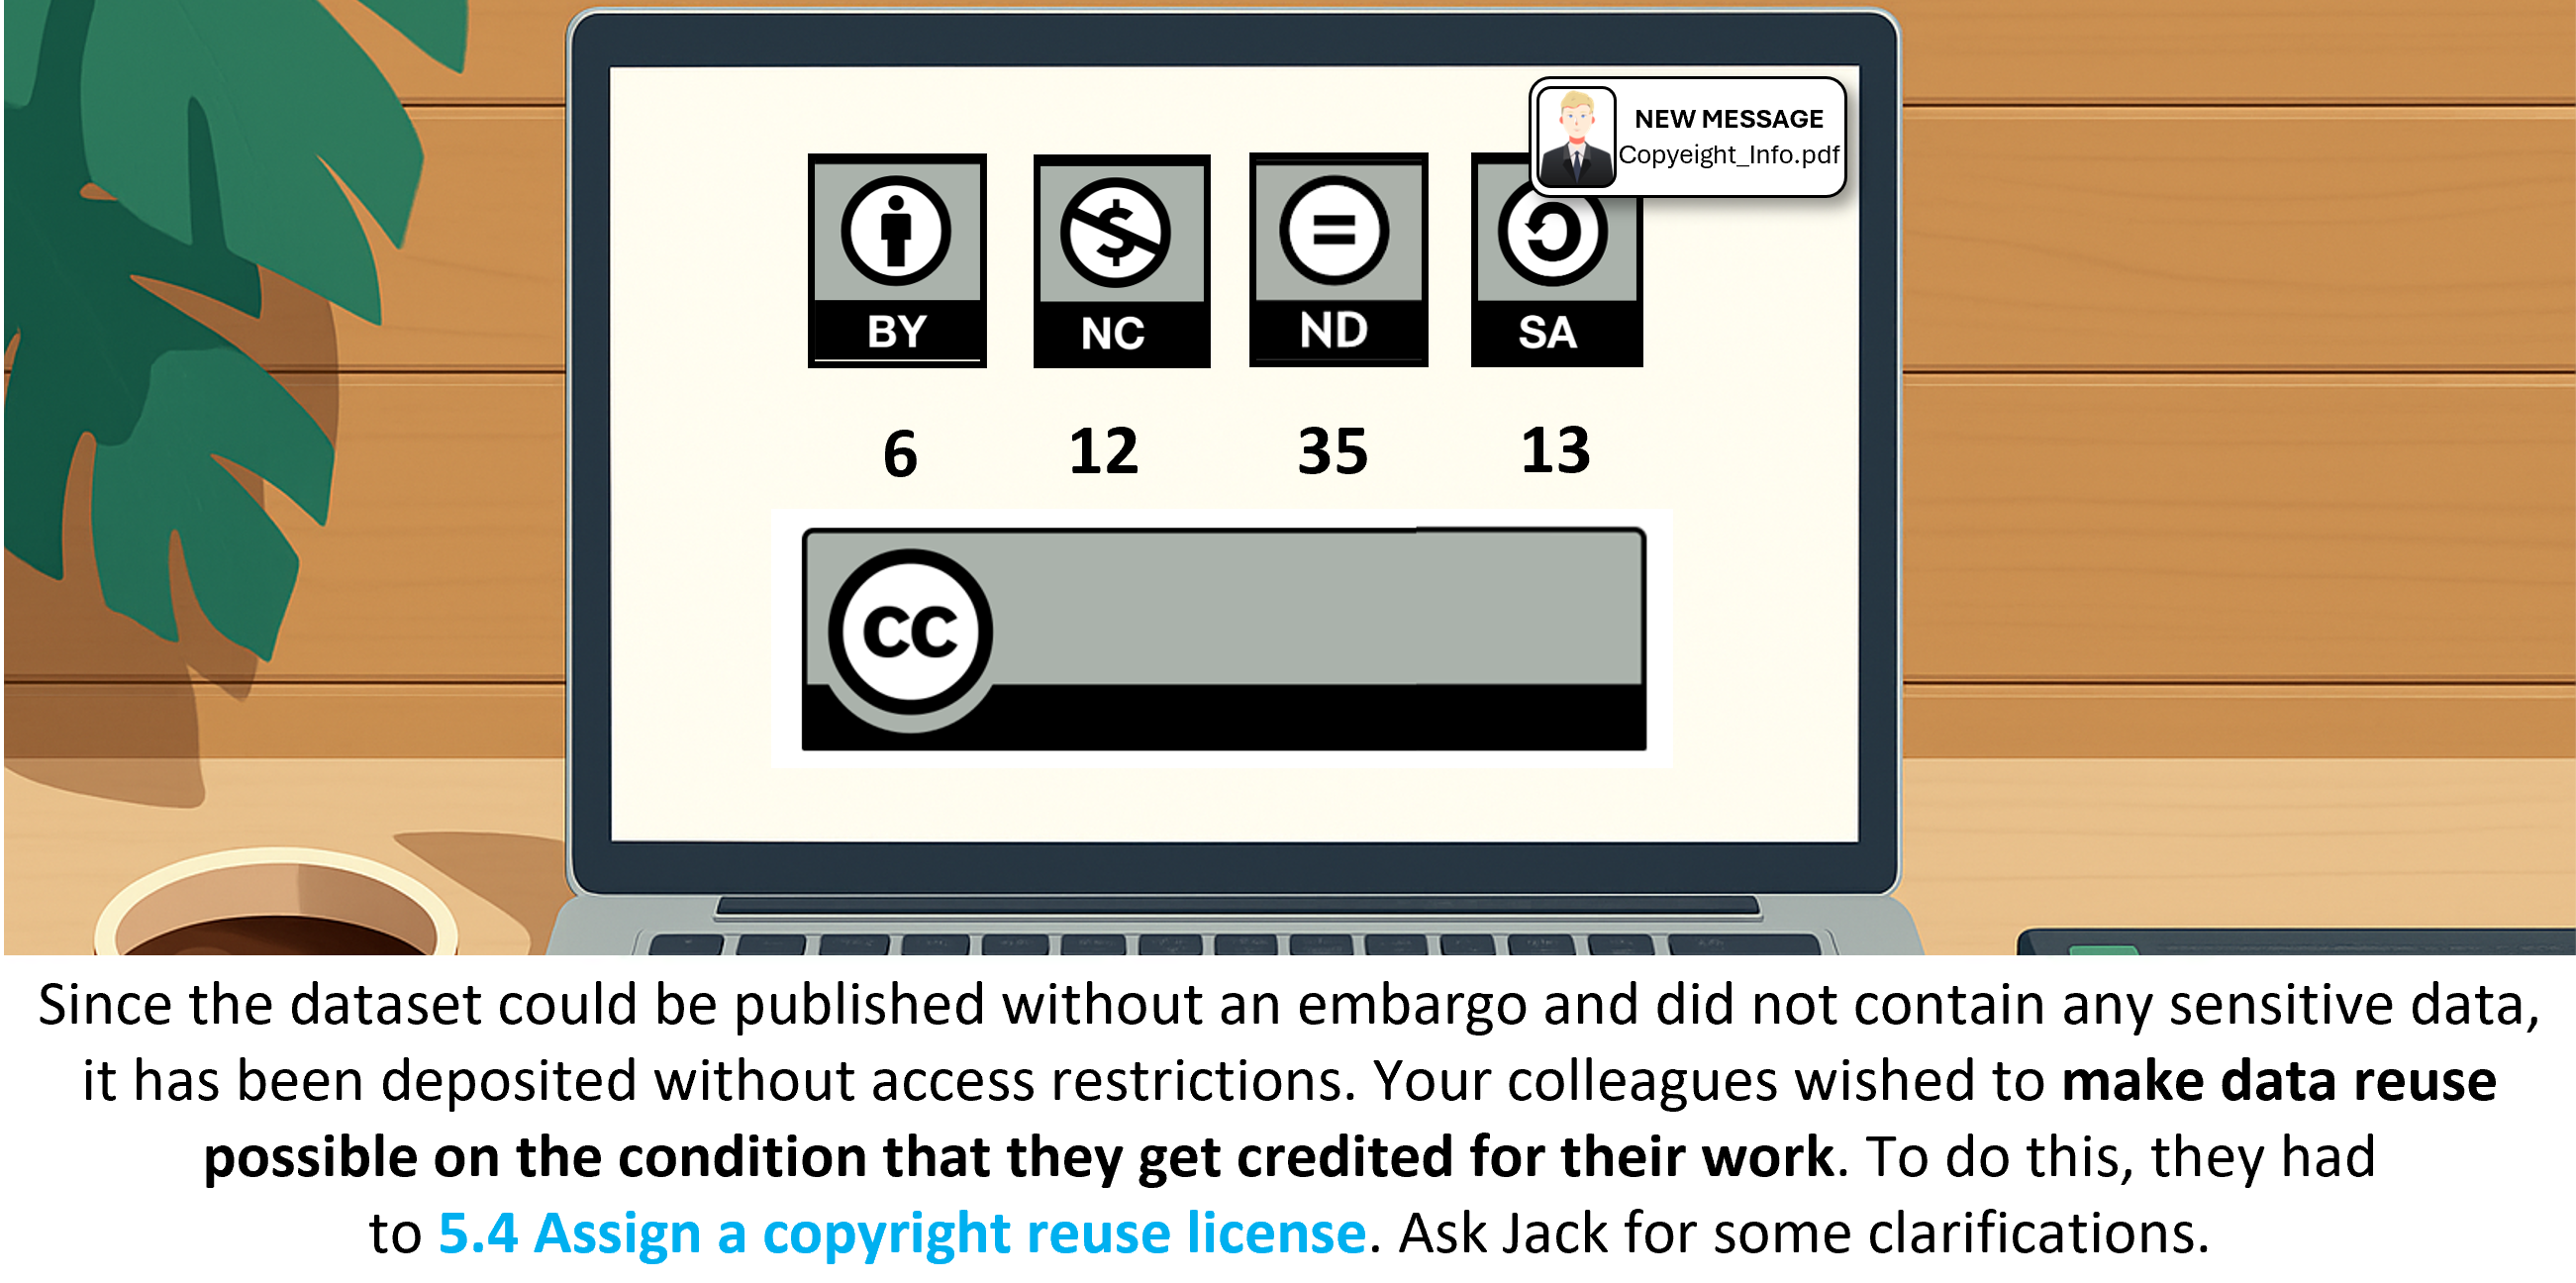 NEW MESSAGE
Copyeight_Info.pdf
BY NC ND SA
6 12 35 13
CC
Since the dataset could be published without an embargo and did not contain any sensitive data,
it has been deposited without access restrictions. Your colleagues wished to make data reuse
possible on the condition that they get credited for their work. To do this, they had
to 5.4 Assign a copyright reuse license. Ask Jack for some clarifications.